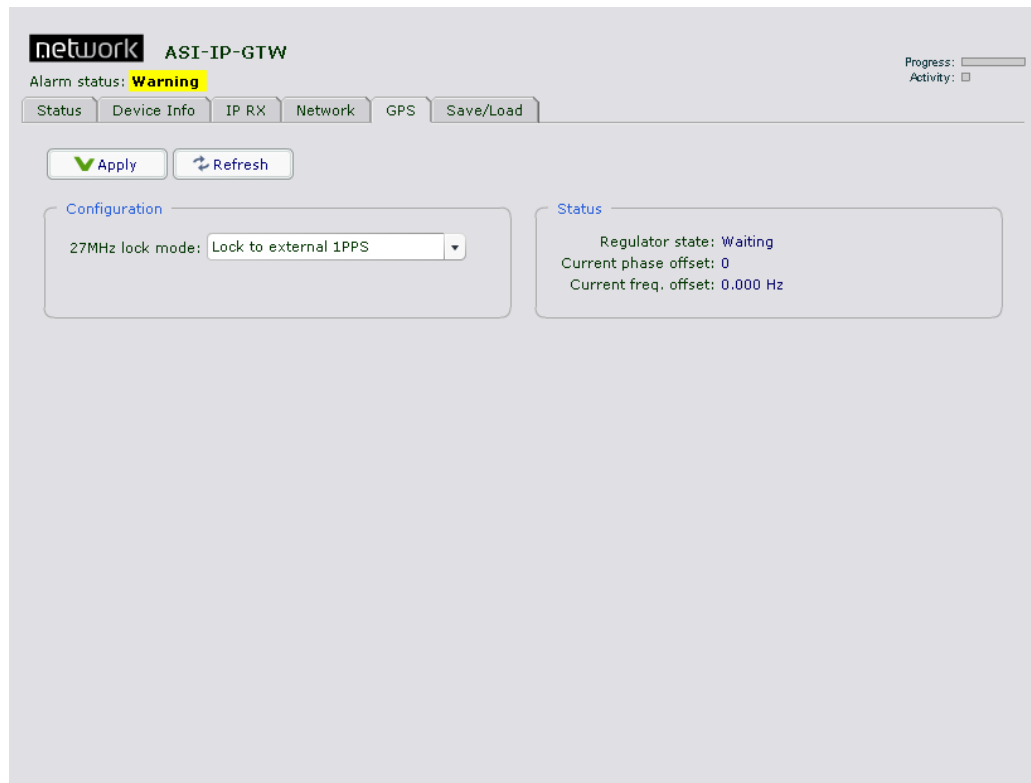 network ASI-IP-GTW
Progress:
Alarm status: Warning
Activity:
Status Device Info IP RX Network GPS Save/Load
Apply Refresh
Configuration
27MHz lock mode: Lock to external 1PPS
Status
Regulator state: Waiting
Current phase offset: 0
Current freq. offset: 0.000 Hz